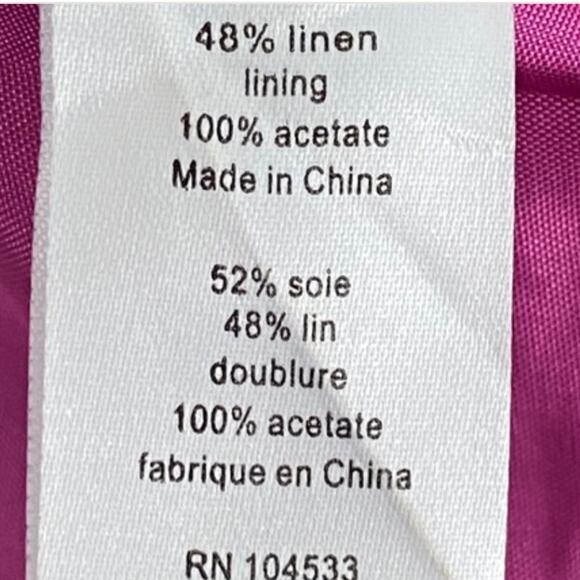 48% linen
lining
100% acetate
Made in China
52% soie
48% lin
doublure
100% acetate
fabrique en China
RN 104533